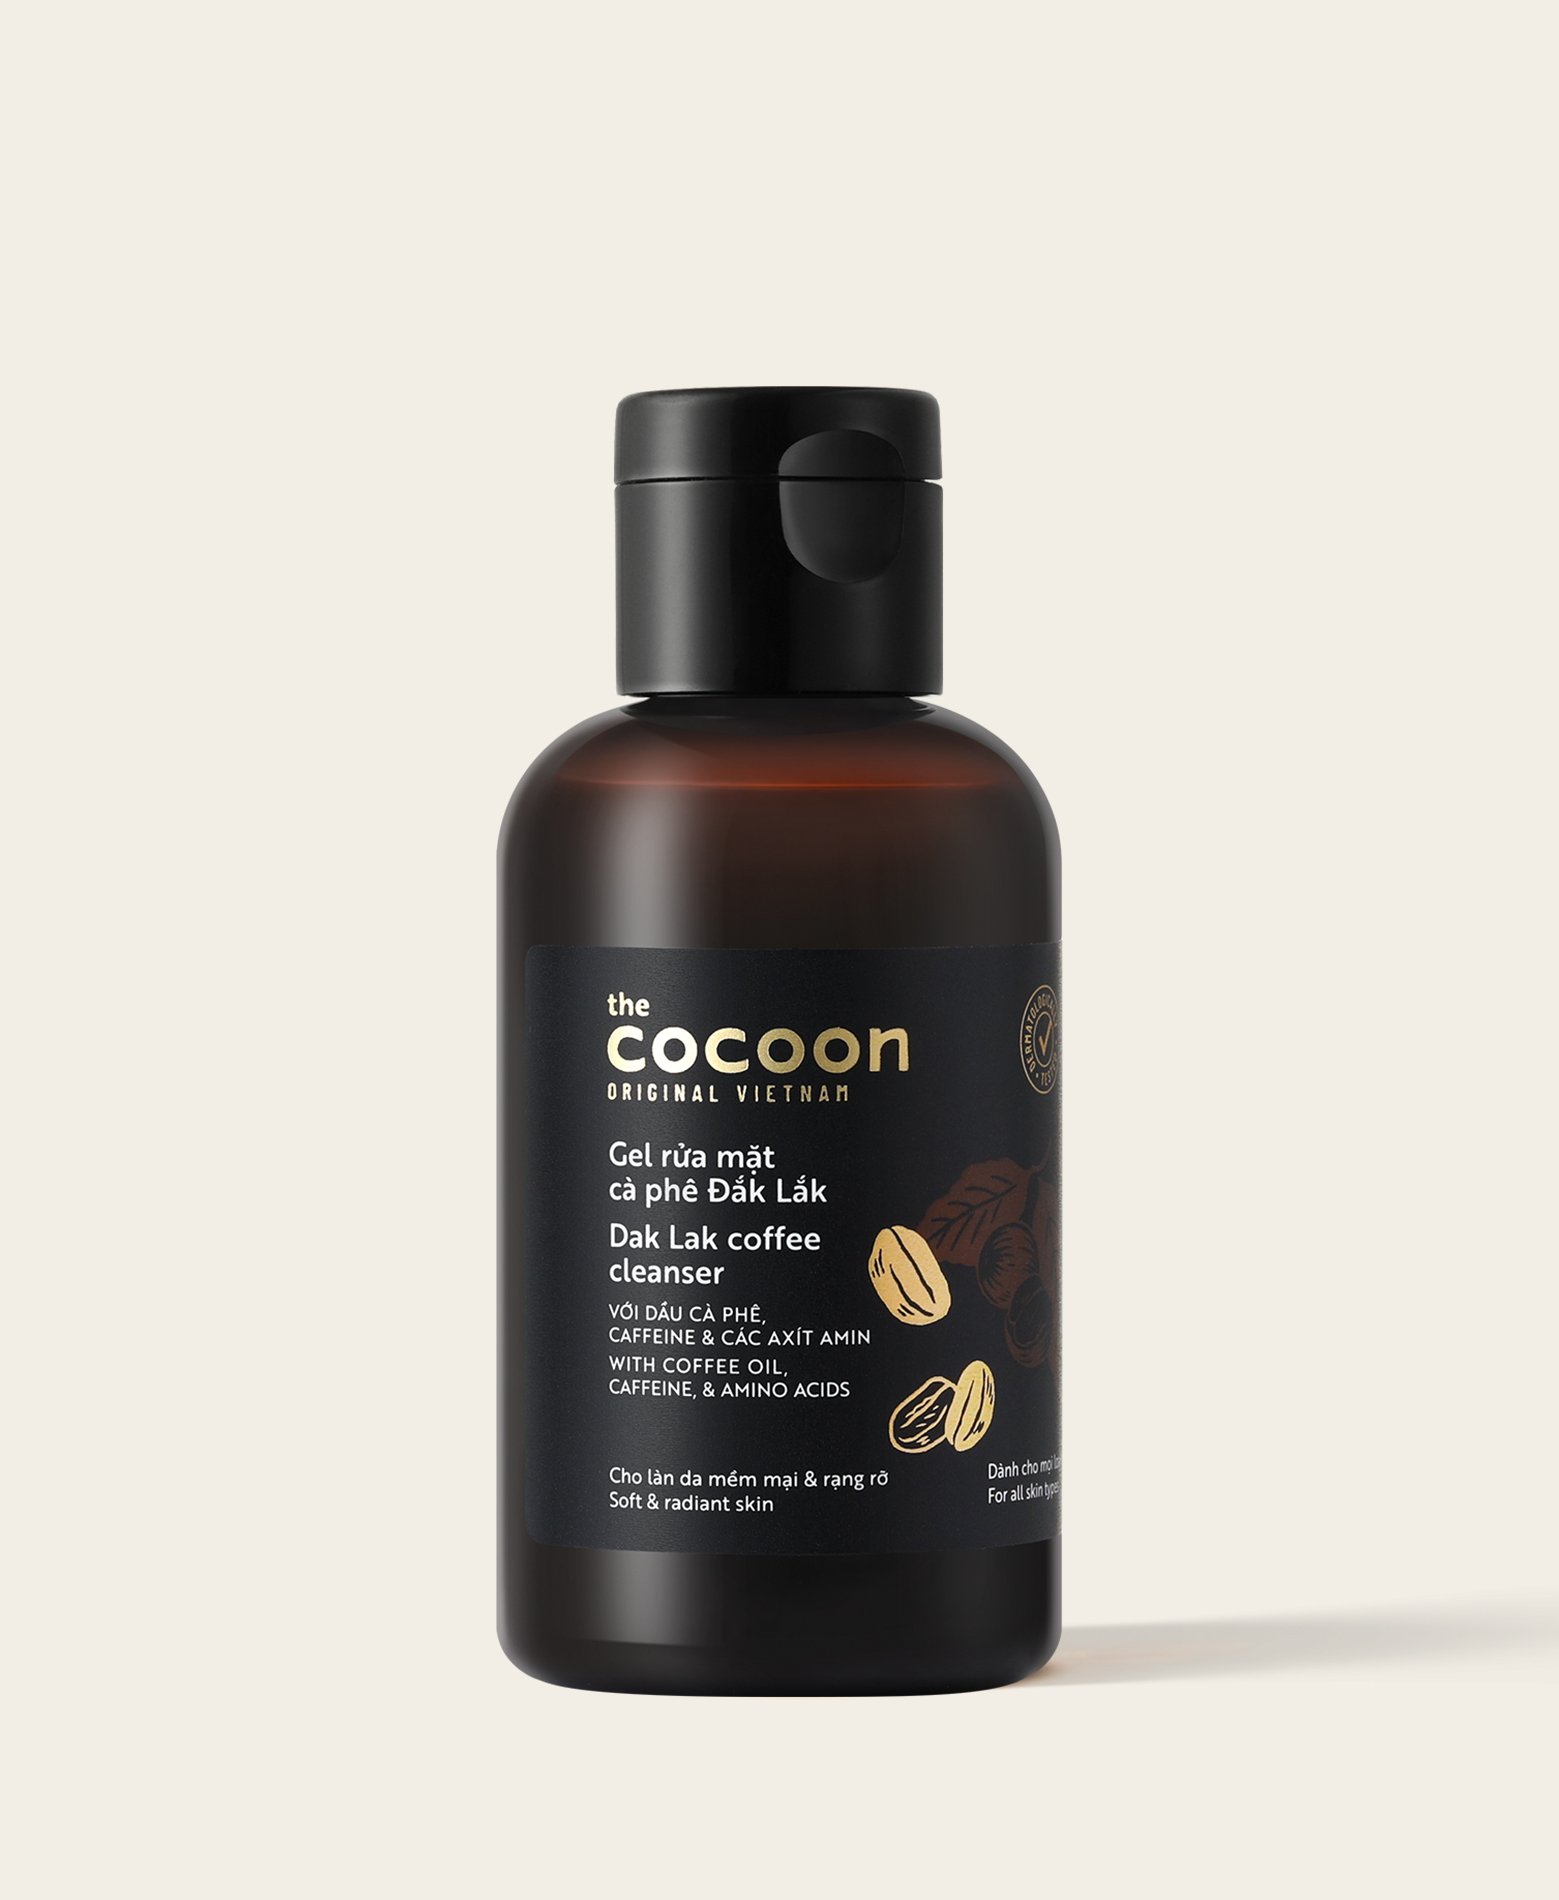 the
cocoon
ORIGINAL VIETNAM
DERMATOLOGICALLY
TESTED
Gel rửa mặt
cà phê Đắk Lắk
Dak Lak coffee
cleanser
VỚI DẦU CÀ PHÊ,
CAFFEINE & CÁC AXÍT AMIN
WITH COFFEE OIL,
CAFFEINE, & AMINO ACIDS
Cho làn da mềm mại & rạng rỡ
Soft & radiant skin
Dành cho mọi
For all skin types